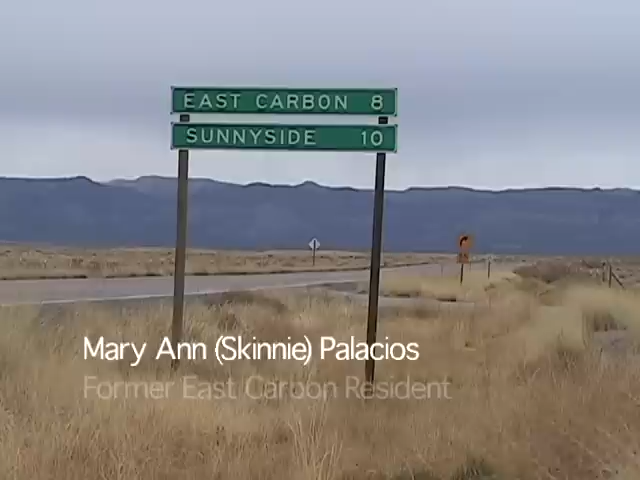 EAST CARBON 8
SUNNYSIDE 10
Mary Ann (Skinnie) Palacios
Former East Carbon Resident